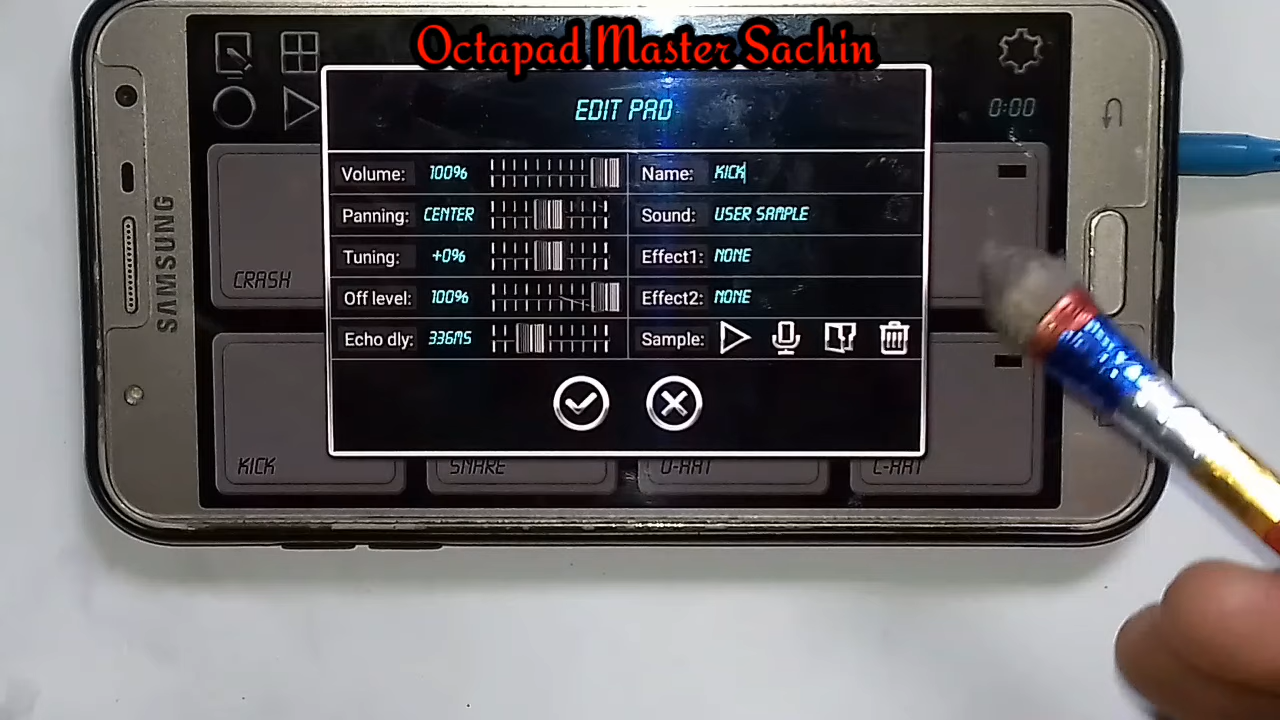 Octapad Master Sachin
EDIT PAD
0:00
Volume: 100%
Name: KICK
Panning: CENTER
Sound: USER SAMPLE
Tuning: +0%
Effect1: NONE
Off level: 100%
Effect2: NONE
Echo dly: 336MS
Sample:
CRASH
KICK
SNARE
SAMSUNG